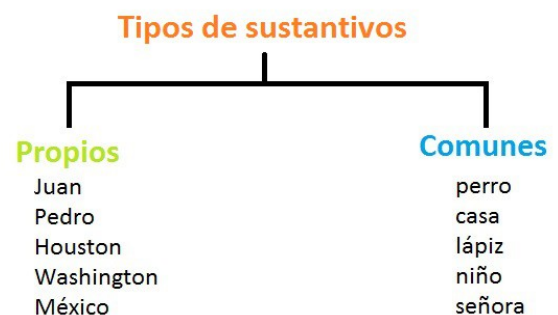 Tipos de sustantivos
Propios
Juan
Pedro
Houston
Washington
México
Comunes
perro
casa
lápiz
niño
señora